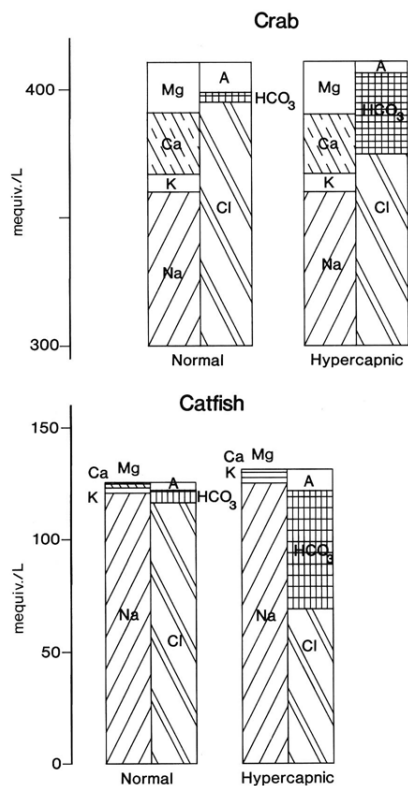 Crab
400
Mg
A
HCO3
Mg
A
HCO3
Ca
Ca
K
K
Cl
Cl
mequiv./L
Na
Na
300
Normal
Hypercapnic
Catfish
150
Ca
Mg
K
A
HCO3
Ca
Mg
K
A
100
HCO3
mequiv./L
Na
Cl
Na
Cl
50
0
Normal
Hypercapnic